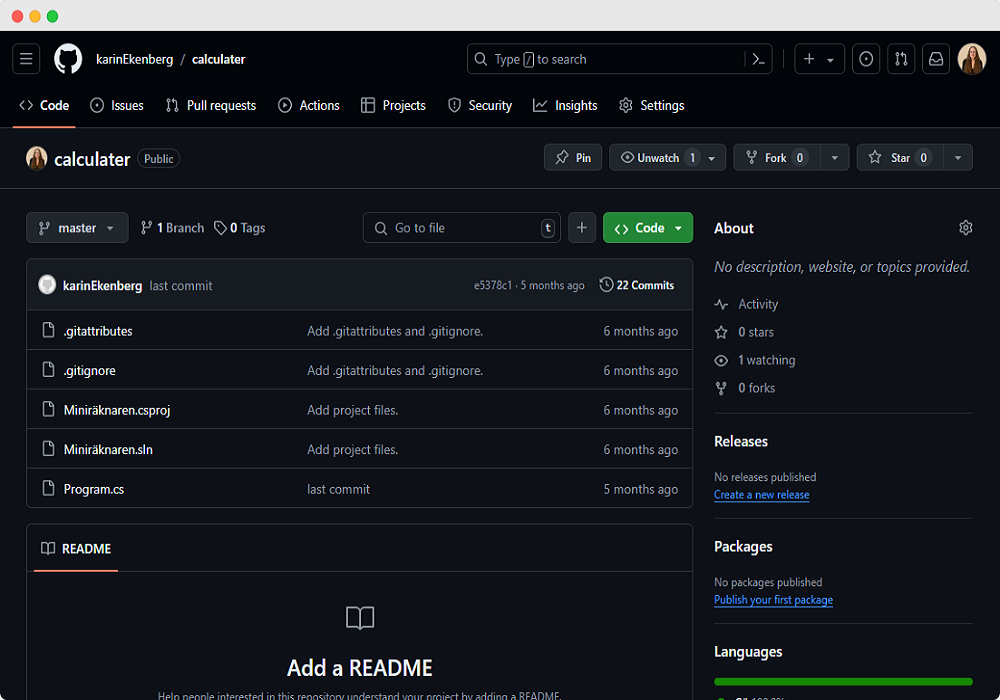 karinEkenberg / calculater
Type / to search
Code Issues Pull requests Actions Projects Security Insights Settings
calculater Public
Pin Unwatch 1 Fork 0 Star 0
master 1 Branch 0 Tags Go to file t Code
karinEkenberg last commit e5378c1 · 5 months ago 22 Commits
.gitattributes Add .gitattributes and .gitignore. 6 months ago
.gitignore Add .gitattributes and .gitignore. 6 months ago
Miniräknaren.csproj Add project files. 6 months ago
Miniräknaren.sln Add project files. 6 months ago
Program.cs last commit 5 months ago
README
Add a README
Help people interested in this repository understand your project by adding a README.
About
No description, website, or topics provided.
Activity
0 stars
1 watching
0 forks
Releases
No releases published
Create a new release
Packages
No packages published
Publish your first package
Languages